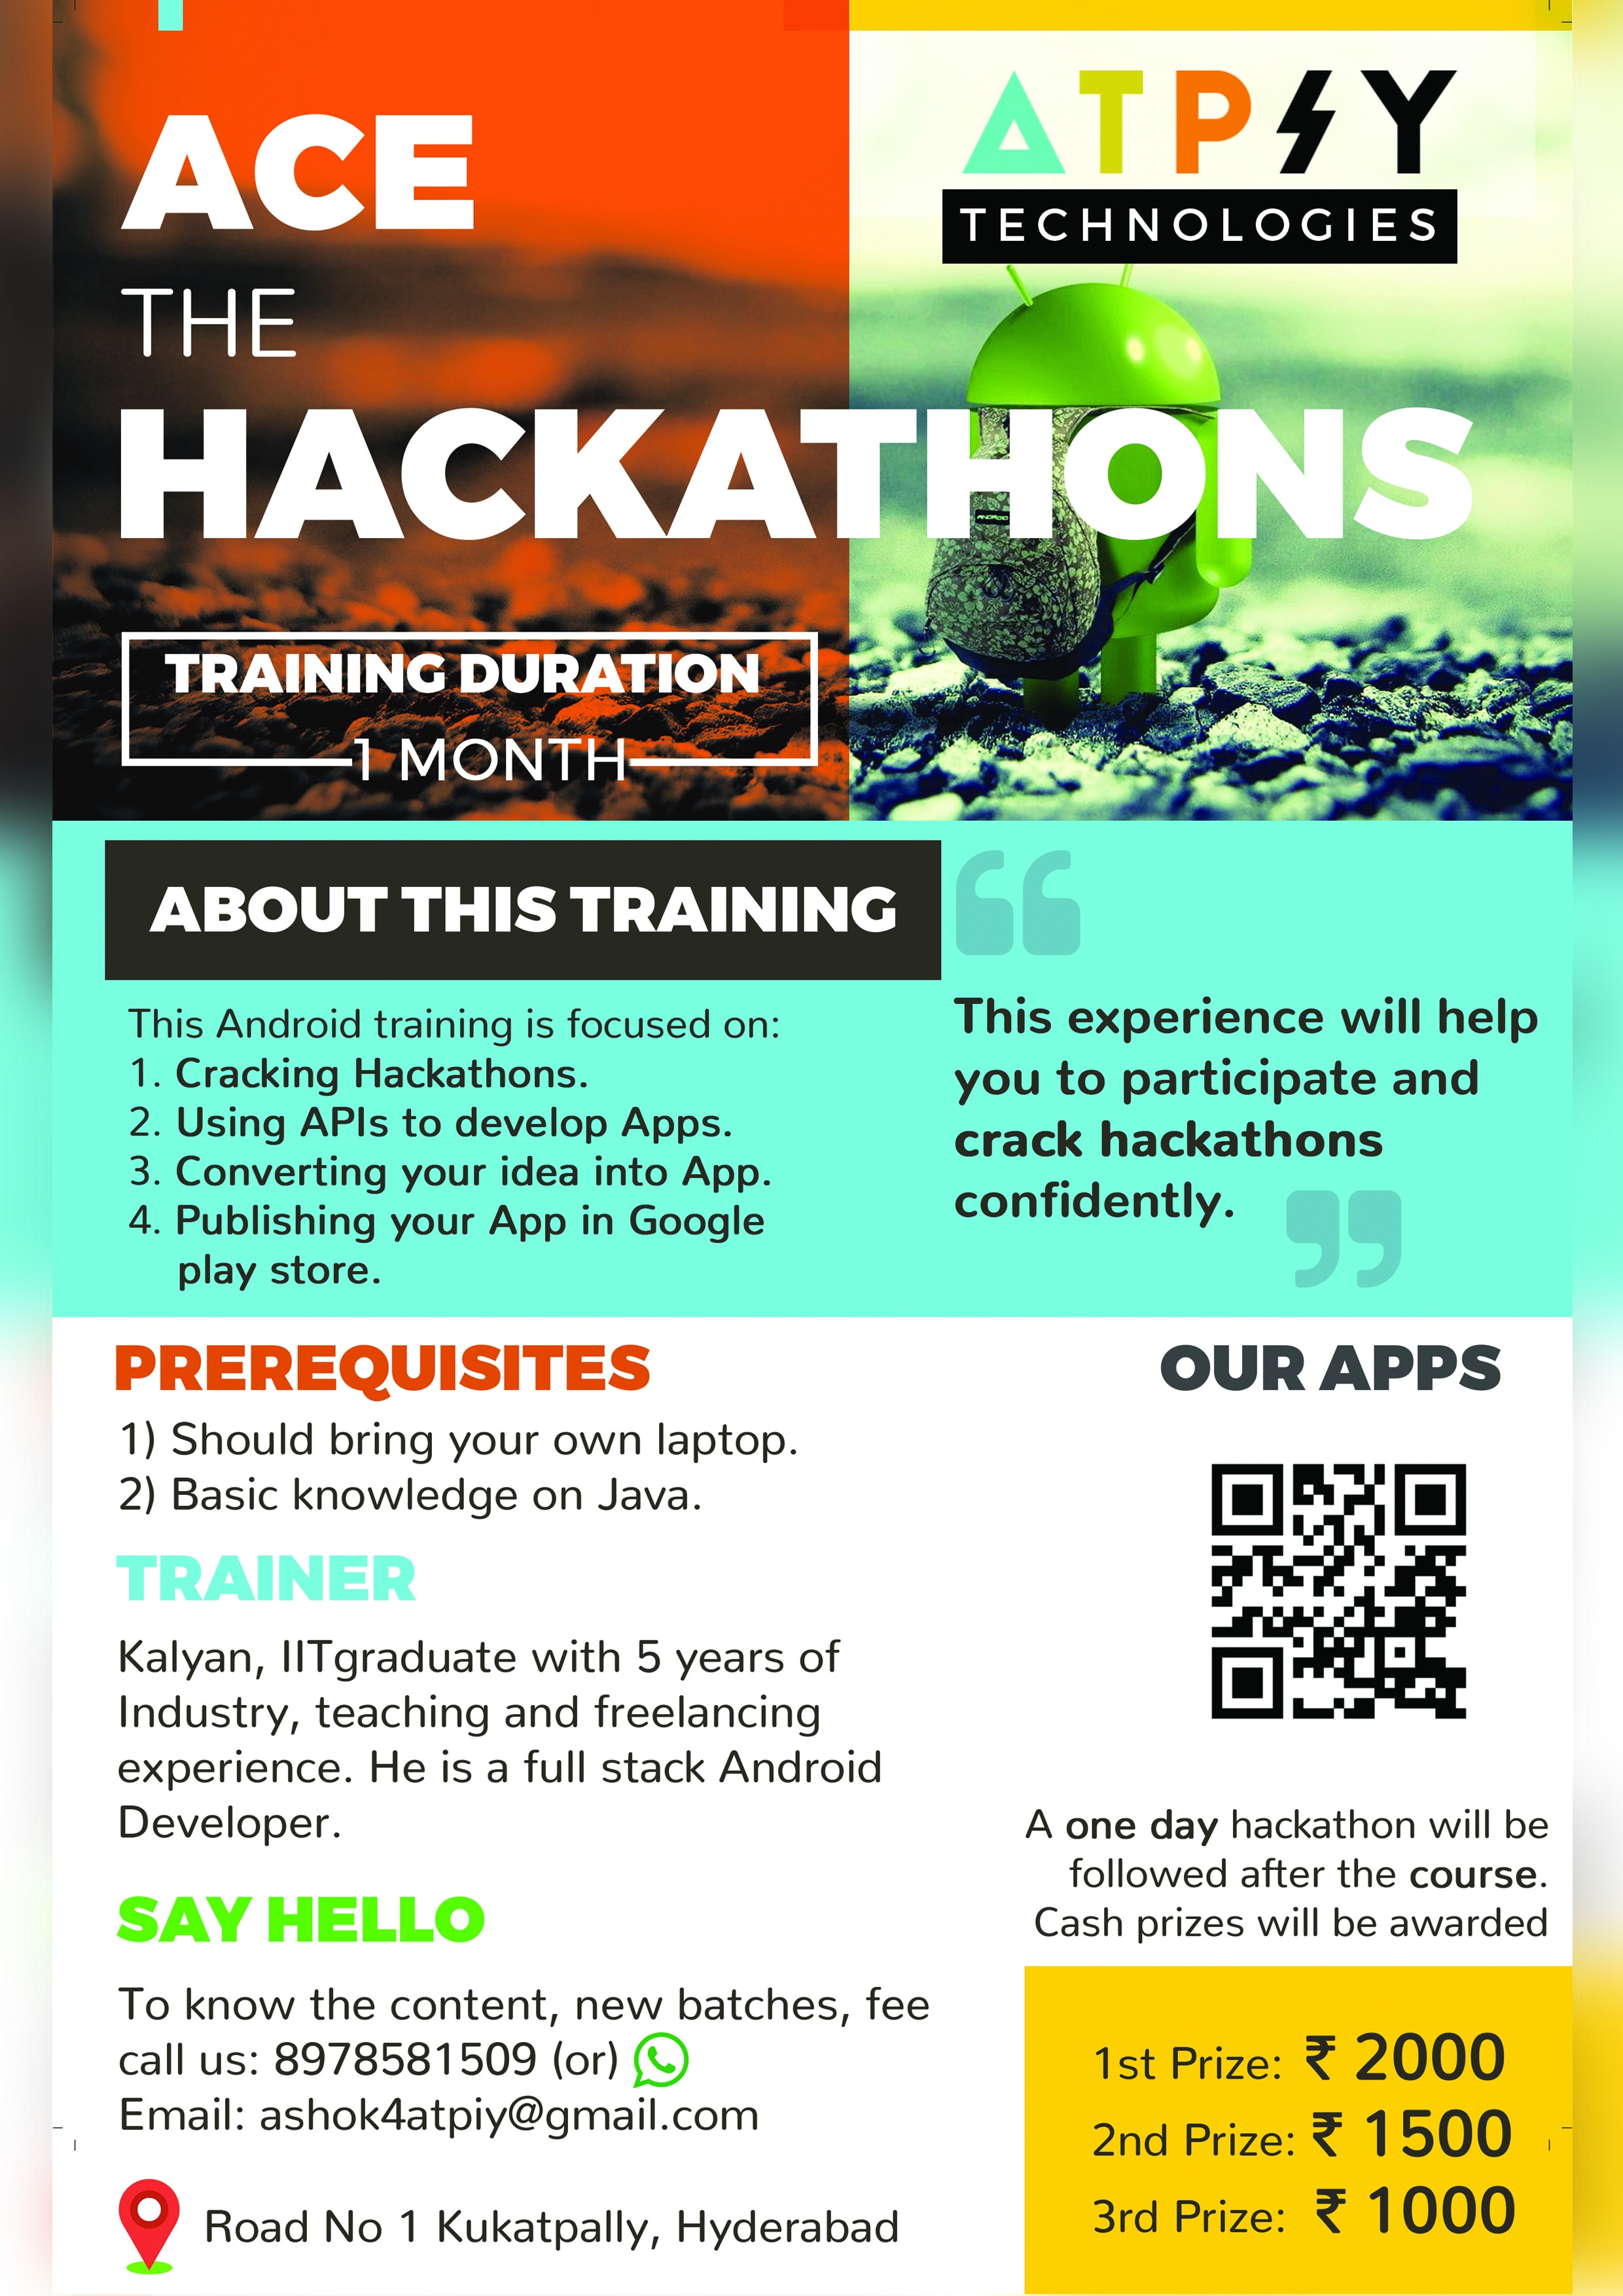 ATPIY
TECHNOLOGIES
ACE
THE
HACKATHONS
TRAINING DURATION
1 MONTH
ABOUT THIS TRAINING
This Android training is focused on:
1. Cracking Hackathons.
2. Using APIs to develop Apps.
3. Converting your idea into App.
4. Publishing your App in Google
play store.
“
This experience will help
you to participate and
crack hackathons
confidently.
”
PREREQUISITES
1) Should bring your own laptop.
2) Basic knowledge on Java.
TRAINER
Kalyan, IITgraduate with 5 years of
Industry, teaching and freelancing
experience. He is a full stack Android
Developer.
SAY HELLO
To know the content, new batches, fee
call us: 8978581509 (or)
Email: ashok4atpiy@gmail.com
Road No 1 Kukatpally, Hyderabad
OUR APPS
A one day hackathon will be
followed after the course.
Cash prizes will be awarded
1st Prize: ₹ 2000
2nd Prize: ₹ 1500
3rd Prize: ₹ 1000